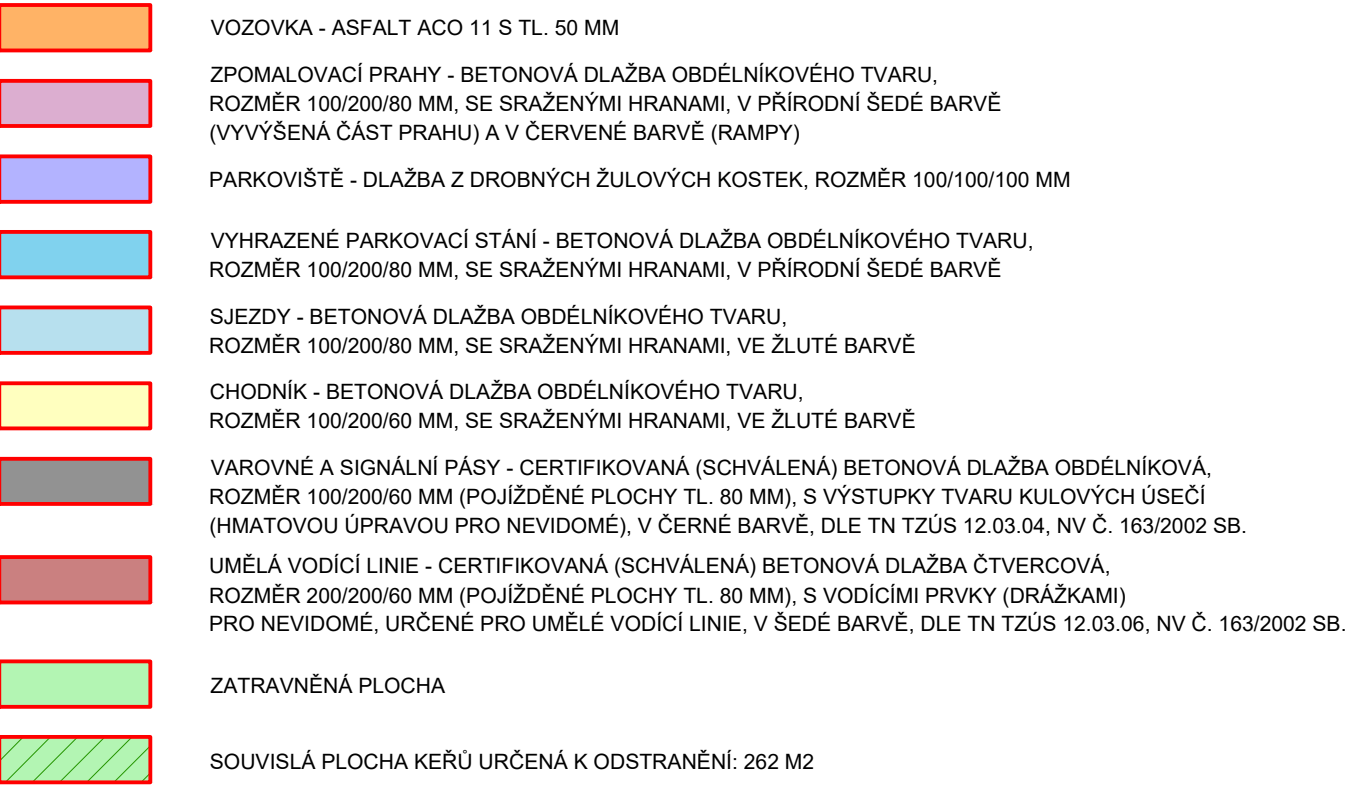 VOZOVKA - ASFALT ACO 11 S TL. 50 MM
ZPOMALOVACÍ PRAHY - BETONOVÁ DLAŽBA OBDÉLNÍKOVÉHO TVARU,
ROZMĚR 100/200/80 MM, SE SRAŽENÝMI HRANAMI, V PŘÍRODNÍ ŠEDÉ BARVĚ
(VYVÝŠENÁ ČÁST PRAHU) A V ČERVENÉ BARVĚ (RAMPY)
PARKOVIŠTĚ - DLAŽBA Z DROBNÝCH ŽULOVÝCH KOSTEK, ROZMĚR 100/100/100 MM
VYHRAZENÉ PARKOVACÍ STÁNÍ - BETONOVÁ DLAŽBA OBDÉLNÍKOVÉHO TVARU,
ROZMĚR 100/200/80 MM, SE SRAŽENÝMI HRANAMI, V PŘÍRODNÍ ŠEDÉ BARVĚ
SJEZDY - BETONOVÁ DLAŽBA OBDÉLNÍKOVÉHO TVARU,
ROZMĚR 100/200/80 MM, SE SRAŽENÝMI HRANAMI, VE ŽLUTÉ BARVĚ
CHODNÍK - BETONOVÁ DLAŽBA OBDÉLNÍKOVÉHO TVARU,
ROZMĚR 100/200/60 MM, SE SRAŽENÝMI HRANAMI, VE ŽLUTÉ BARVĚ
VAROVNÉ A SIGNÁLNÍ PÁSY - CERTIFIKOVANÁ (SCHVÁLENÁ) BETONOVÁ DLAŽBA OBDÉLNÍKOVÁ,
ROZMĚR 100/200/60 MM (POJÍŽDĚNÉ PLOCHY TL. 80 MM), S VÝSTUPKY TVARU KULOVÝCH ÚSEČÍ
(HMATOVOU ÚPRAVOU PRO NEVIDOMÉ), V ČERNÉ BARVĚ, DLE TN TZÚS 12.03.04, NV Č. 163/2002 SB.
UMĚLÁ VODÍCÍ LINIE - CERTIFIKOVANÁ (SCHVÁLENÁ) BETONOVÁ DLAŽBA ČTVERCOVÁ,
ROZMĚR 200/200/60 MM (POJÍŽDĚNÉ PLOCHY TL. 80 MM), S VODÍCÍMI PRVKY (DRÁŽKAMI)
PRO NEVIDOMÉ, URČENÉ PRO UMĚLÉ VODÍCÍ LINIE, V ŠEDÉ BARVĚ, DLE TN TZÚS 12.03.06, NV Č. 163/2002 SB.
ZATRAVNĚNÁ PLOCHA
SOUVISLÁ PLOCHA KEŘŮ URČENÁ K ODSTRANĚNÍ: 262 M2